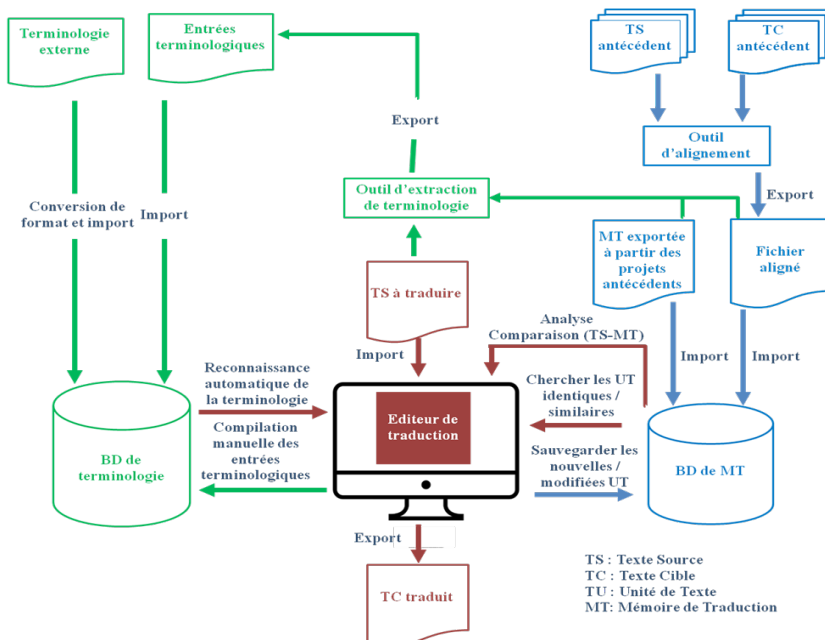 Terminologie
externe
Entrées
terminologiques
TS
antécédent
TC
antécédent
Export
Outil
d'alignement
Conversion de
format et import
Import
Outil d'extraction
de terminologie
Export
MT exportée
à partir des
projets
antécédents
Fichier
aligné
TS à traduire
Analyse
Comparaison (TS-MT)
Import
Import
Import
Reconnaissance
automatique de
la terminologie
Chercher les UT
identiques /
similaires
Editeur de
traduction
Compilation
manuelle des
entrées
terminologiques
BD de
terminologie
Sauvegarder les
nouvelles /
modifiées UT
BD de MT
Export
TC traduit
TS : Texte Source
TC : Texte Cible
TU : Unité de Texte
MT: Mémoire de Traduction